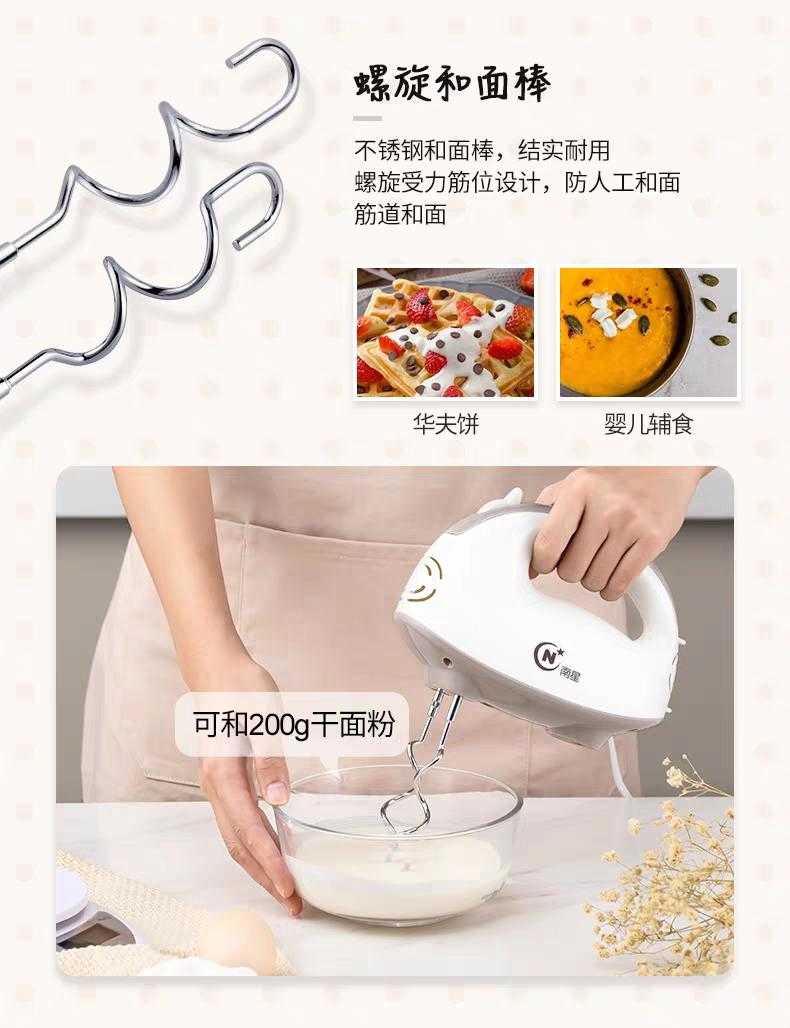 螺旋和面棒
不锈钢和面棒，结实耐用
螺旋受力筋位设计，防人工和面
筋道和面
华夫饼
婴儿辅食
N
南星
可和200g干面粉